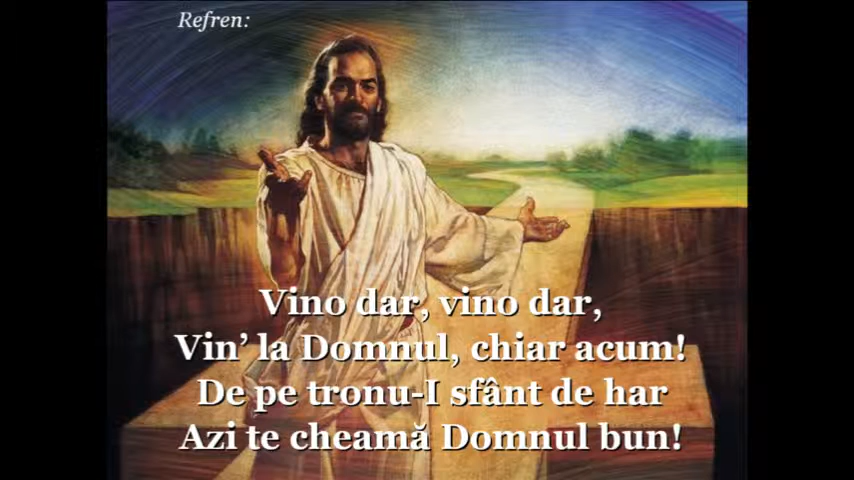 Refren:
Vino dar, vino dar,
Vin’ la Domnul, chiar acum!
De pe tronu-I sfânt de har
Azi te cheamă Domnul bun!